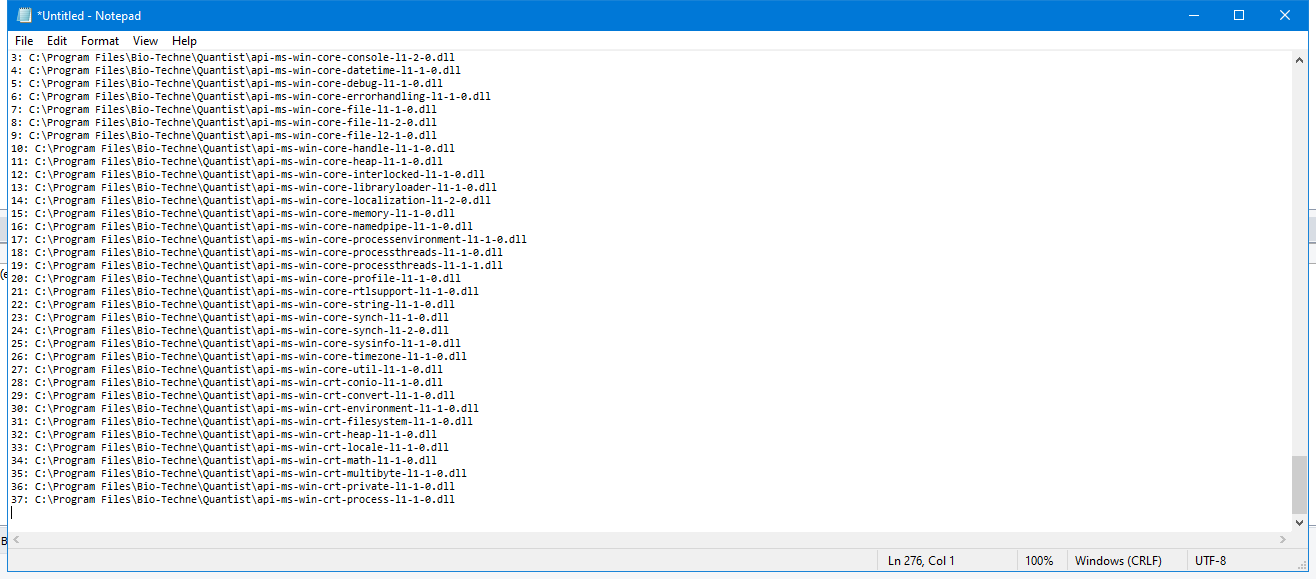 *Untitled - Notepad
File Edit Format View Help
3: C:\Program Files\Bio-Techne\Quantist\api-ms-win-core-console-l1-2-0.dll
4: C:\Program Files\Bio-Techne\Quantist\api-ms-win-core-datetime-l1-1-0.dll
5: C:\Program Files\Bio-Techne\Quantist\api-ms-win-core-debug-l1-1-0.dll
6: C:\Program Files\Bio-Techne\Quantist\api-ms-win-core-errorhandling-l1-1-0.dll
7: C:\Program Files\Bio-Techne\Quantist\api-ms-win-core-file-l1-1-0.dll
8: C:\Program Files\Bio-Techne\Quantist\api-ms-win-core-file-l1-2-0.dll
9: C:\Program Files\Bio-Techne\Quantist\api-ms-win-core-file-l2-1-0.dll
10: C:\Program Files\Bio-Techne\Quantist\api-ms-win-core-handle-l1-1-0.dll
11: C:\Program Files\Bio-Techne\Quantist\api-ms-win-core-heap-l1-1-0.dll
12: C:\Program Files\Bio-Techne\Quantist\api-ms-win-core-interlocked-l1-1-0.dll
13: C:\Program Files\Bio-Techne\Quantist\api-ms-win-core-libraryloader-l1-1-0.dll
14: C:\Program Files\Bio-Techne\Quantist\api-ms-win-core-localization-l1-2-0.dll
15: C:\Program Files\Bio-Techne\Quantist\api-ms-win-core-memory-l1-1-0.dll
16: C:\Program Files\Bio-Techne\Quantist\api-ms-win-core-namedpipe-l1-1-0.dll
17: C:\Program Files\Bio-Techne\Quantist\api-ms-win-core-processenvironment-l1-1-0.dll
18: C:\Program Files\Bio-Techne\Quantist\api-ms-win-core-processthreads-l1-1-0.dll
19: C:\Program Files\Bio-Techne\Quantist\api-ms-win-core-processthreads-l1-1-1.dll
20: C:\Program Files\Bio-Techne\Quantist\api-ms-win-core-profile-l1-1-0.dll
21: C:\Program Files\Bio-Techne\Quantist\api-ms-win-core-rtlsupport-l1-1-0.dll
22: C:\Program Files\Bio-Techne\Quantist\api-ms-win-core-string-l1-1-0.dll
23: C:\Program Files\Bio-Techne\Quantist\api-ms-win-core-synch-l1-1-0.dll
24: C:\Program Files\Bio-Techne\Quantist\api-ms-win-core-synch-l1-2-0.dll
25: C:\Program Files\Bio-Techne\Quantist\api-ms-win-core-sysinfo-l1-1-0.dll
26: C:\Program Files\Bio-Techne\Quantist\api-ms-win-core-timezone-l1-1-0.dll
27: C:\Program Files\Bio-Techne\Quantist\api-ms-win-core-util-l1-1-0.dll
28: C:\Program Files\Bio-Techne\Quantist\api-ms-win-crt-conio-l1-1-0.dll
29: C:\Program Files\Bio-Techne\Quantist\api-ms-win-crt-convert-l1-1-0.dll
30: C:\Program Files\Bio-Techne\Quantist\api-ms-win-crt-environment-l1-1-0.dll
31: C:\Program Files\Bio-Techne\Quantist\api-ms-win-crt-filesystem-l1-1-0.dll
32: C:\Program Files\Bio-Techne\Quantist\api-ms-win-crt-heap-l1-1-0.dll
33: C:\Program Files\Bio-Techne\Quantist\api-ms-win-crt-locale-l1-1-0.dll
34: C:\Program Files\Bio-Techne\Quantist\api-ms-win-crt-math-l1-1-0.dll
35: C:\Program Files\Bio-Techne\Quantist\api-ms-win-crt-multibyte-l1-1-0.dll
36: C:\Program Files\Bio-Techne\Quantist\api-ms-win-crt-private-l1-1-0.dll
37: C:\Program Files\Bio-Techne\Quantist\api-ms-win-crt-process-l1-1-0.dll
Ln 276, Col 1 100% Windows (CRLF) UTF-8